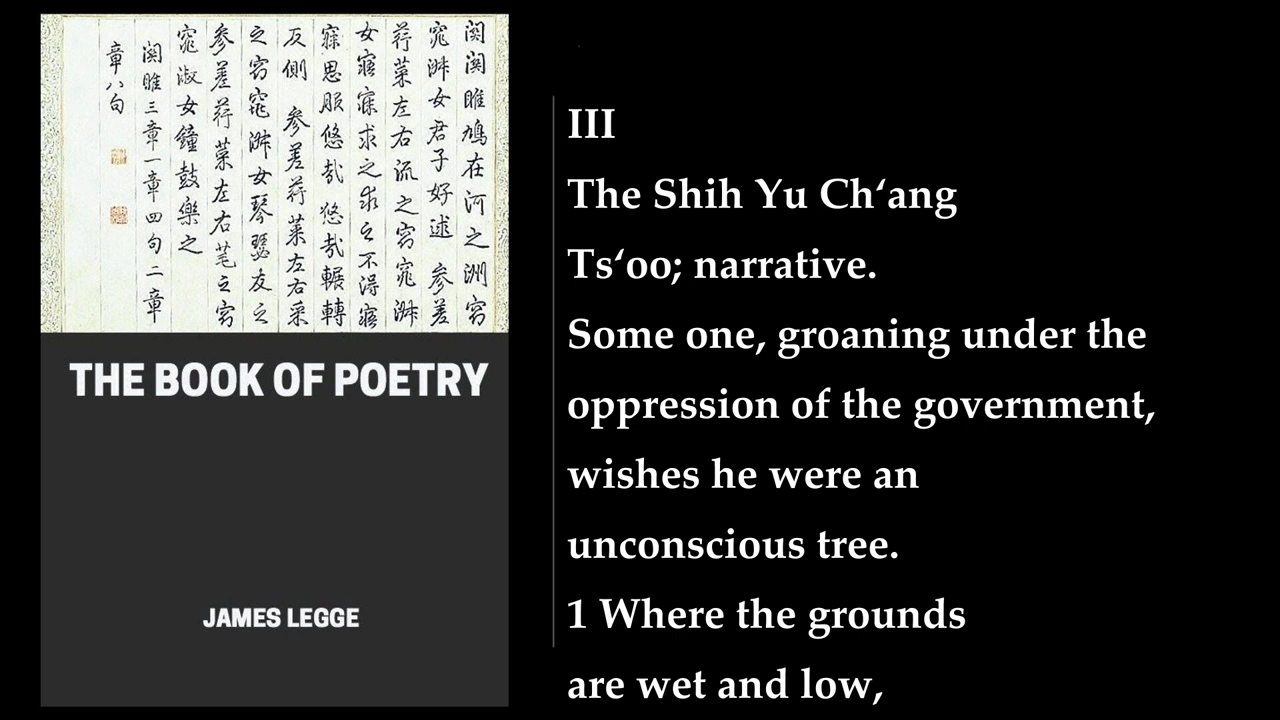 關關雎鳩在河之洲窈
窕淑女君子好逑 參差
荇菜左右流之窈窕淑
女寤寐求之求之不得寤
寐思服悠哉悠哉輾轉
反側 參差荇菜左右采
之窈窕淑女琴瑟友之
參差荇菜左右芼之窈
窕淑女鐘鼓樂之
關雎三章一章四句二章
章八句
THE BOOK OF POETRY
JAMES LEGGE
III
The Shih Yu Ch‘ang
Ts‘oo; narrative.
Some one, groaning under the
oppression of the government,
wishes he were an
unconscious tree.
1 Where the grounds
are wet and low,